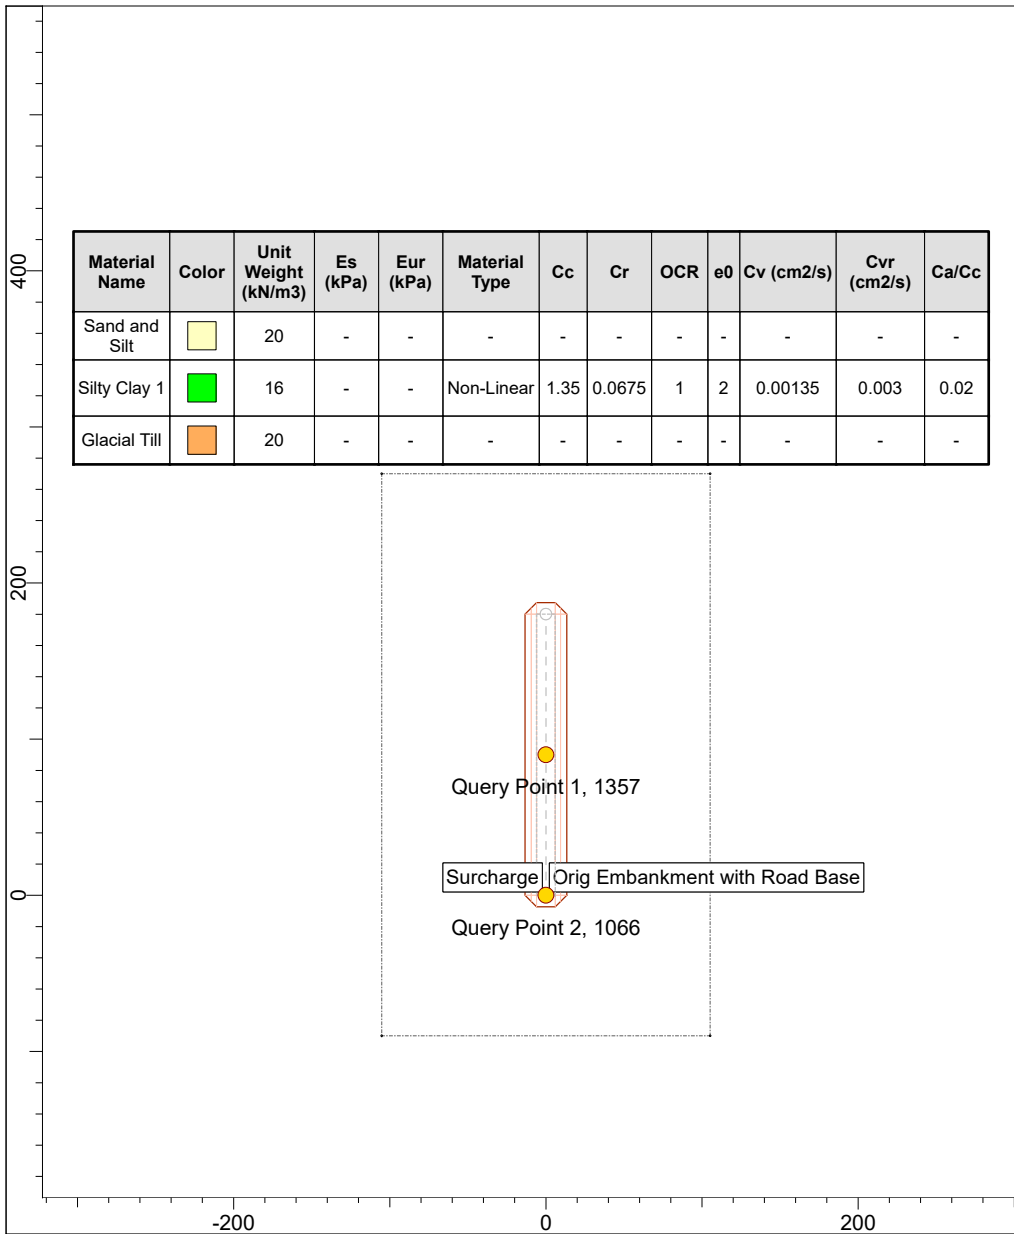 Material Name Color Unit Weight (kN/m3) Es (kPa) Eur (kPa) Material Type Cc Cr OCR e0 Cv (cm2/s) Cvr (cm2/s) Ca/Cc
Sand and Silt 20 - - - - - - - - - -
Silty Clay 1 16 - - Non-Linear 1.35 0.0675 1 2 0.00135 0.003 0.02
Glacial Till 20 - - - - - - - - - -
400
200
Query Point 1, 1357
Surcharge Orig Embankment with Road Base
0
Query Point 2, 1066
-200 0 200